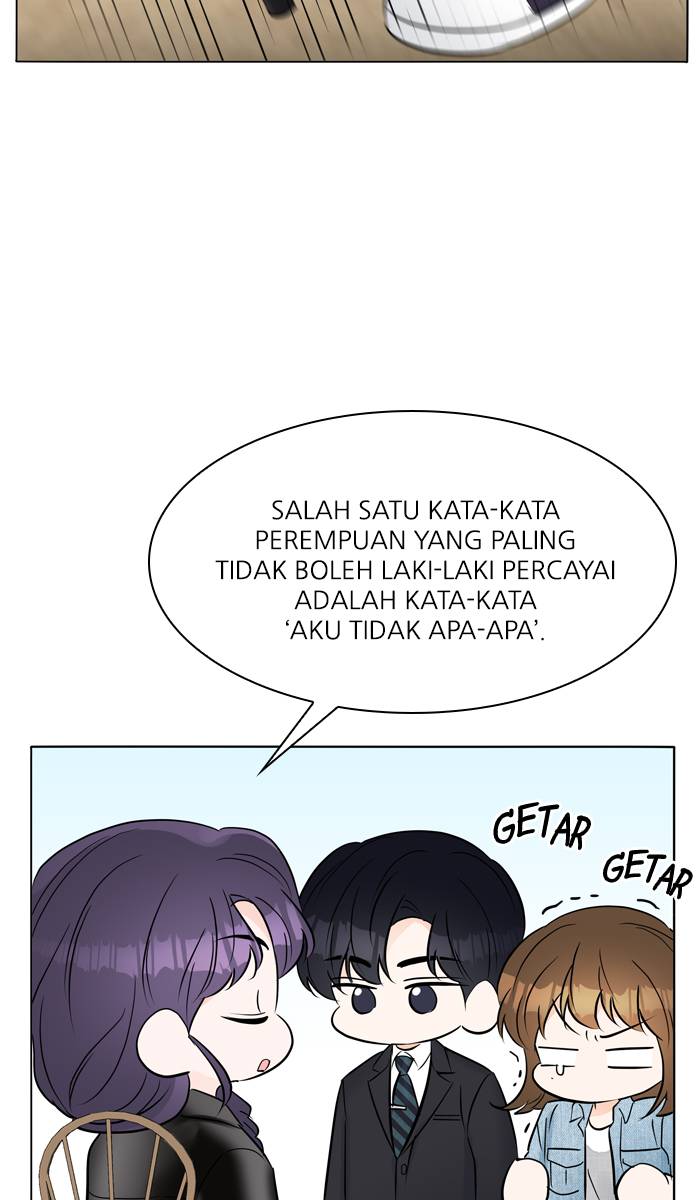 SALAH SATU KATA-KATA
PEREMPUAN YANG PALING
TIDAK BOLEH LAKI-LAKI PERCAYAI
ADALAH KATA-KATA
‘AKU TIDAK APA-APA’.
GETAR
GETAR